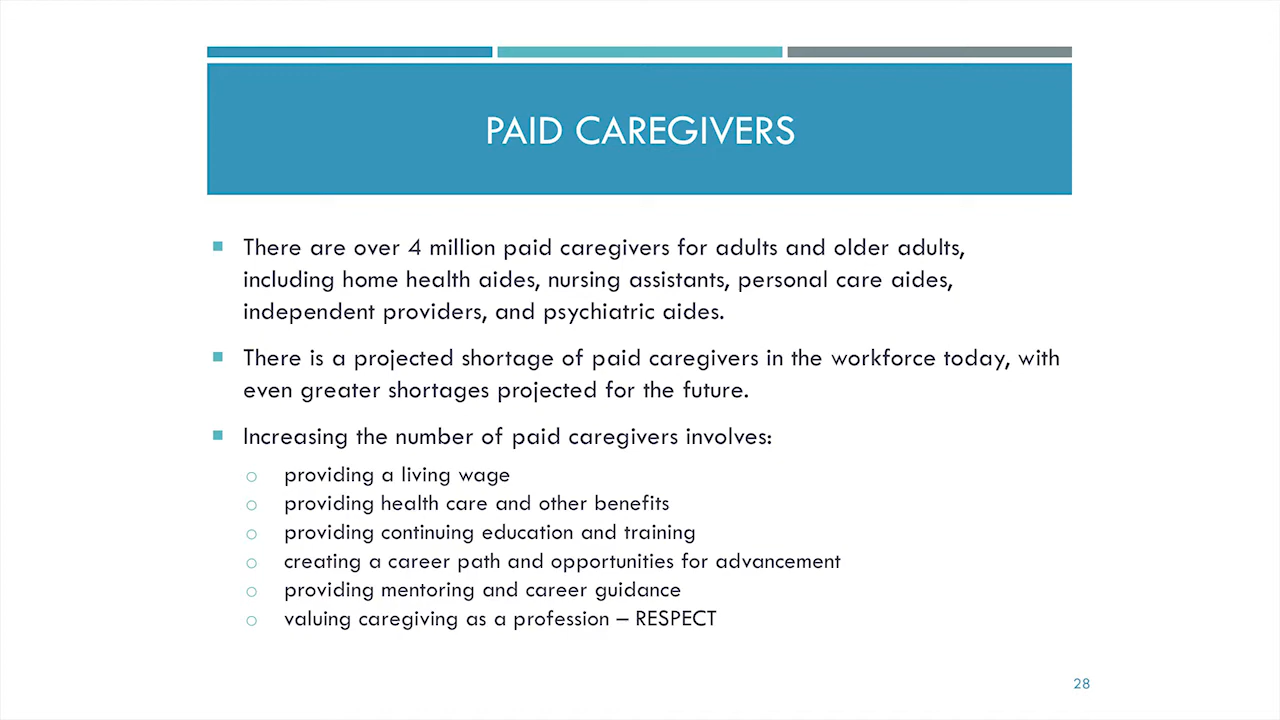 PAID CAREGIVERS
There are over 4 million paid caregivers for adults and older adults,
including home health aides, nursing assistants, personal care aides,
independent providers, and psychiatric aides.
There is a projected shortage of paid caregivers in the workforce today, with
even greater shortages projected for the future.
Increasing the number of paid caregivers involves:
providing a living wage
providing health care and other benefits
providing continuing education and training
creating a career path and opportunities for advancement
providing mentoring and career guidance
valuing caregiving as a profession – RESPECT
28